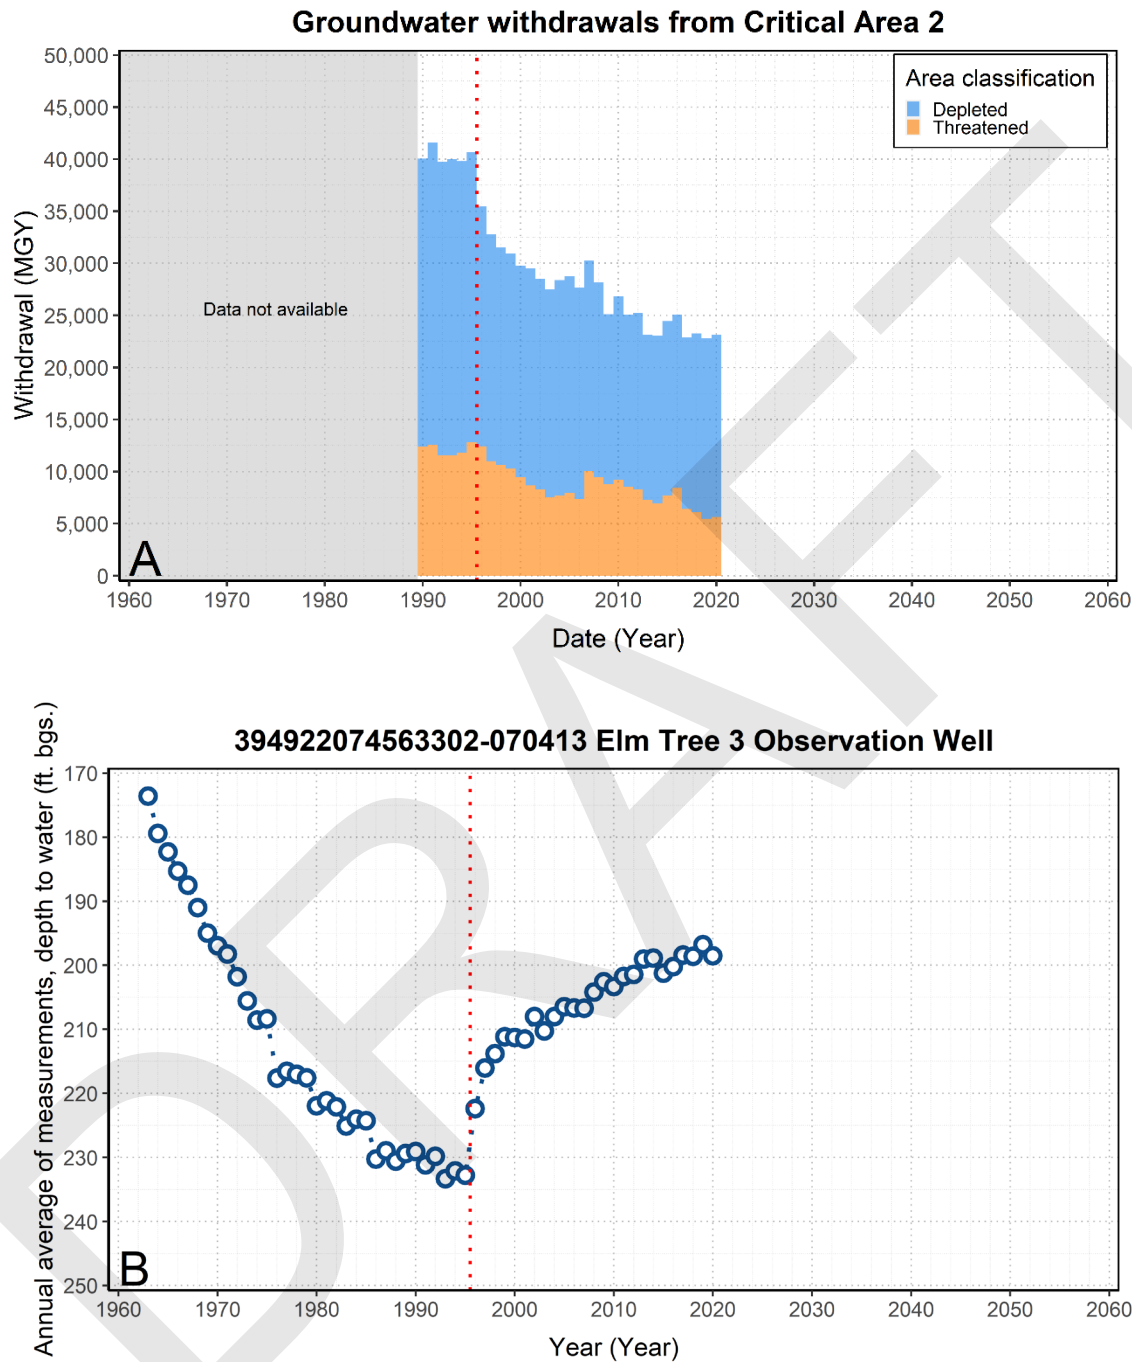 Groundwater withdrawals from Critical Area 2
Withdrawal (MGY)
50,000
45,000
40,000
35,000
30,000
25,000
20,000
15,000
10,000
5,000
0
Area classification
Depleted
Threatened
Data not available
A
1960 1970 1980 1990 2000 2010 2020 2030 2040 2050 2060
Date (Year)
394922074563302-070413 Elm Tree 3 Observation Well
Annual average of measurements, depth to water (ft. bgs.)
170
180
190
200
210
220
230
240
250
B
1960 1970 1980 1990 2000 2010 2020 2030 2040 2050 2060
Year (Year)
DRAFT